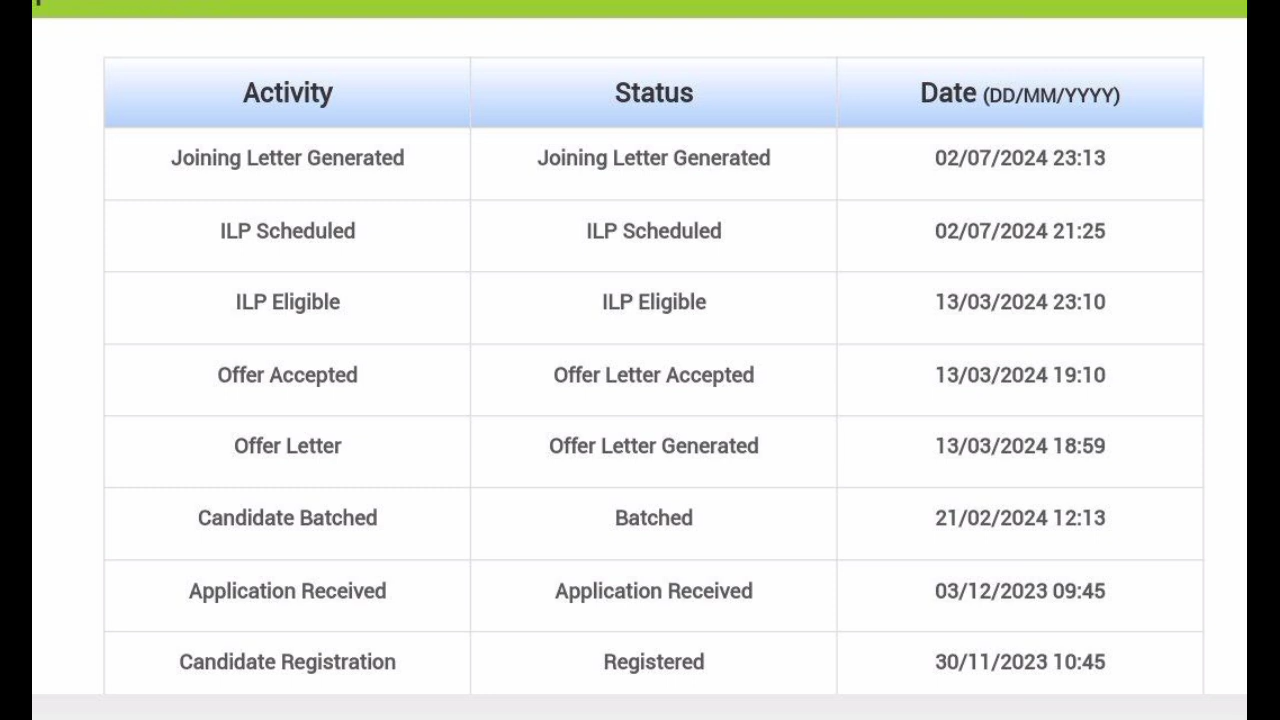 Activity Status Date (DD/MM/YYYY)
Joining Letter Generated Joining Letter Generated 02/07/2024 23:13
ILP Scheduled ILP Scheduled 02/07/2024 21:25
ILP Eligible ILP Eligible 13/03/2024 23:10
Offer Accepted Offer Letter Accepted 13/03/2024 19:10
Offer Letter Offer Letter Generated 13/03/2024 18:59
Candidate Batched Batched 21/02/2024 12:13
Application Received Application Received 03/12/2023 09:45
Candidate Registration Registered 30/11/2023 10:45